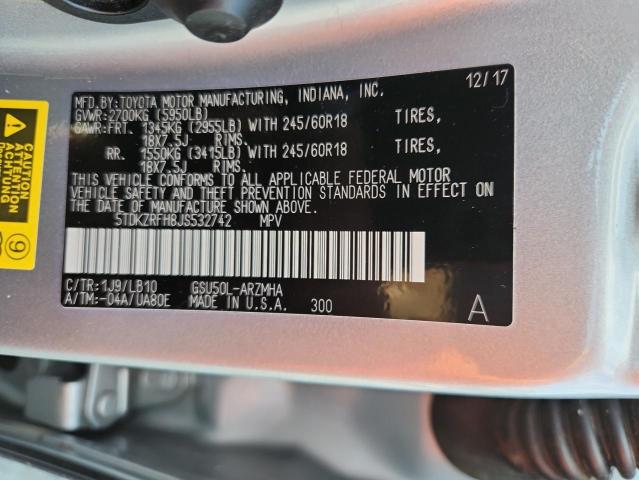 MFD.BY:TOYOTA MOTOR MANUFACTURING, INDIANA, INC. 12/17
GVWR:2700KG (5950LB)
GAWR:FRT. 1345KG (2955LB) WITH 245/60R18 TIRES,
18X7.5J RIMS.
RR. 1550KG (3415LB) WITH 245/60R18 TIRES,
18X7.5J RIMS.
THIS VEHICLE CONFORMS TO ALL APPLICABLE FEDERAL MOTOR
VEHICLE SAFETY AND THEFT PREVENTION STANDARDS IN EFFECT ON
THE DATE OF MANUFACTURE SHOWN ABOVE.
5TDKZRFH8JS532742 MPV
C/TR:1J9/LB10 GSU50L-ARZMHA
A/TM:-04A/UA80E MADE IN U.S.A. 300 A
CAUTION
ATTENTION
9